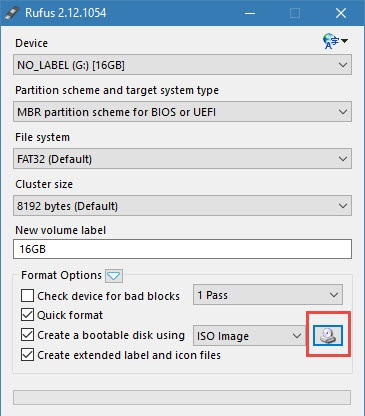 Rufus 2.12.1054
Device
NO_LABEL (G:) [16GB]
Partition scheme and target system type
MBR partition scheme for BIOS or UEFI
File system
FAT32 (Default)
Cluster size
8192 bytes (Default)
New volume label
16GB
Format Options
Check device for bad blocks 1 Pass
Quick format
Create a bootable disk using ISO Image
Create extended label and icon files